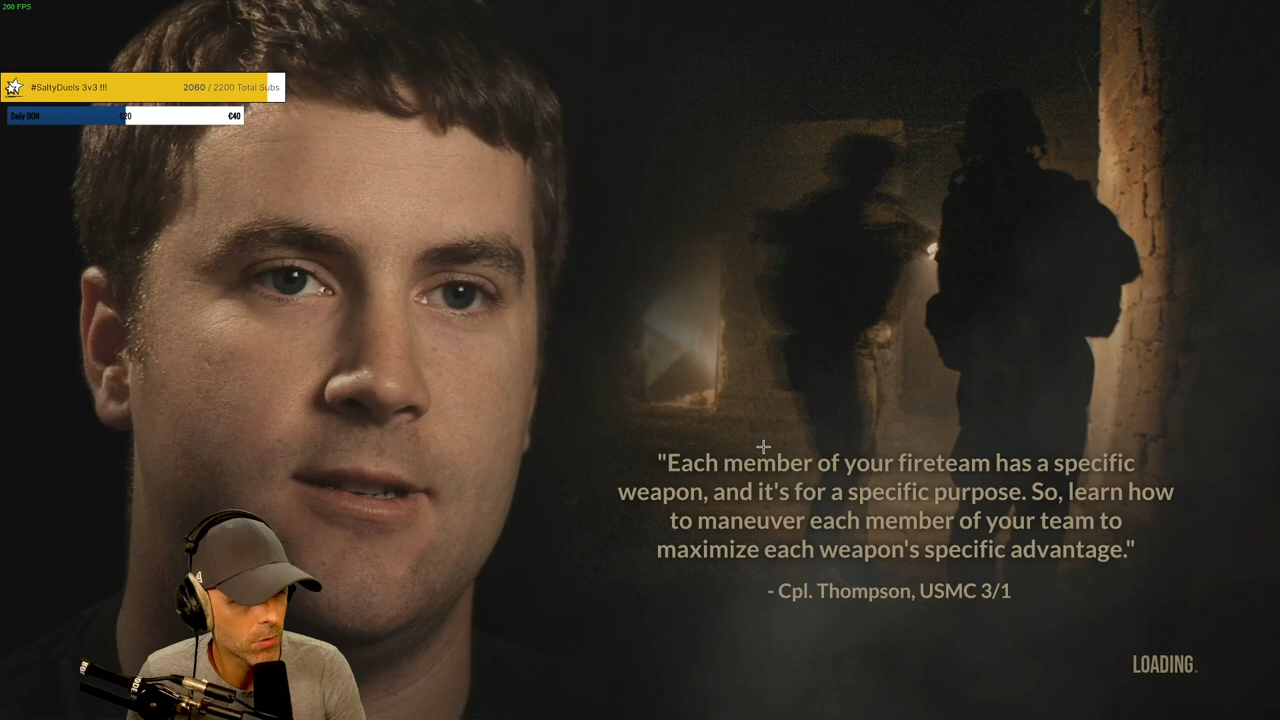 200 FPS
#SaltyDuels 3v3 !!!
2060 / 2200 Total Subs
Daily DON €20 €40
"Each member of your fireteam has a specific
weapon, and it's for a specific purpose. So, learn how
to maneuver each member of your team to
maximize each weapon's specific advantage."
- Cpl. Thompson, USMC 3/1
LOADING.